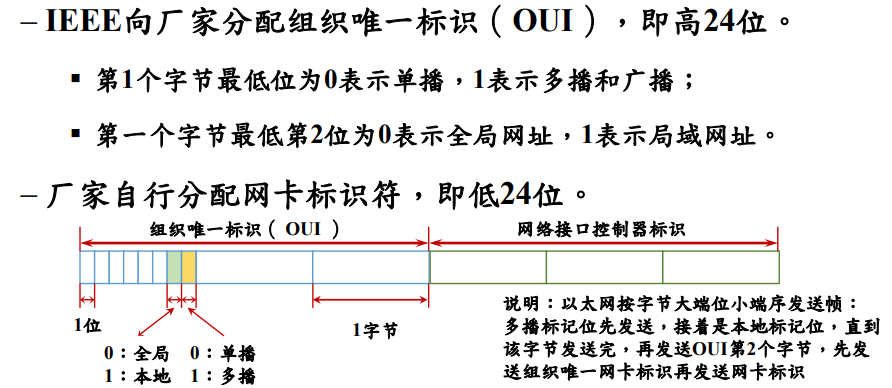 – IEEE向厂家分配组织唯一标识（OUI），即高24位。
▪ 第1个字节最低位为0表示单播，1表示多播和广播；
▪ 第一个字节最低第2位为0表示全局网址，1表示局域网址。
– 厂家自行分配网卡标识符，即低24位。
组织唯一标识（ OUI ） 网络接口控制器标识
1位
1字节
0：全局 0：单播
1：本地 1：多播
说明：以太网按字节大端位小端序发送帧：
多播标记位先发送，接着是本地标记位，直到
该字节发送完，再发送OUI第2个字节，先发
送组织唯一网卡标识再发送网卡标识